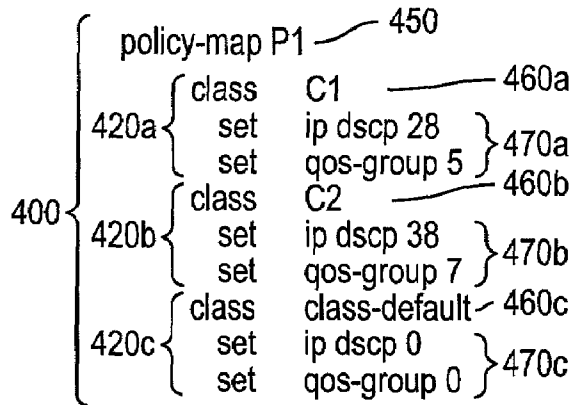 policy-map P1 450
class C1 460a
420a set ip dscp 28
set qos-group 5 470a
class C2 460b
400 420b set ip dscp 38
set qos-group 7 470b
class class-default 460c
420c set ip dscp 0
set qos-group 0 470c